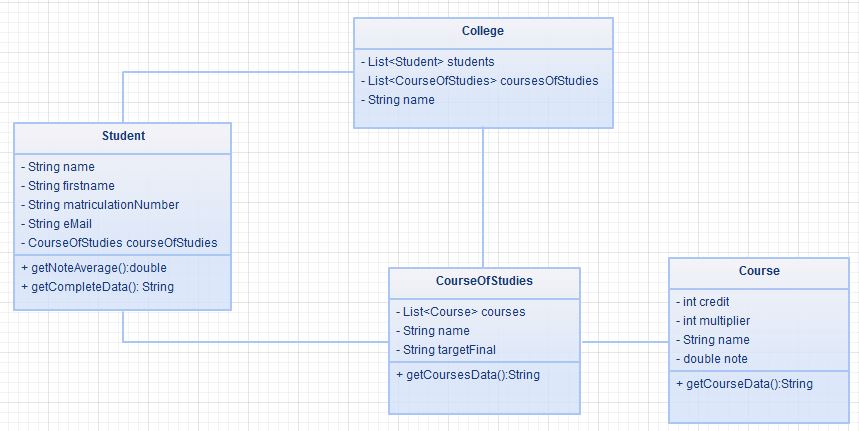 College
- List<Student> students
- List<CourseOfStudies> coursesOfStudies
- String name
Student
- String name
- String firstname
- String matriculationNumber
- String eMail
- CourseOfStudies courseOfStudies
+ getNoteAverage():double
+ getCompleteData(): String
CourseOfStudies
- List<Course> courses
- String name
- String targetFinal
+ getCoursesData():String
Course
- int credit
- int multiplier
- String name
- double note
+ getCourseData():String